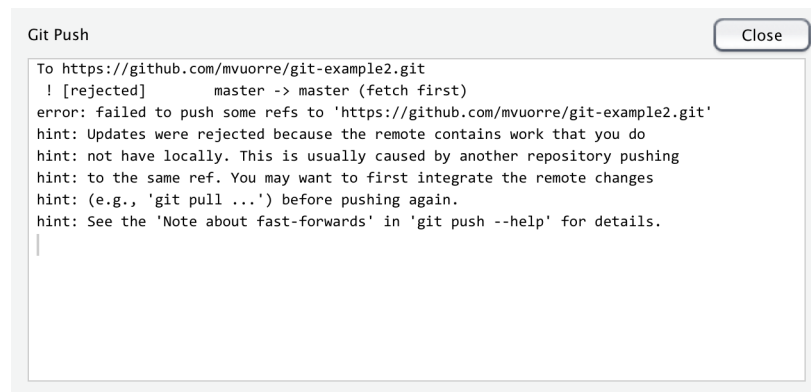 Git Push
Close
To https://github.com/mvuorre/git-example2.git
 ! [rejected]        master -> master (fetch first)
error: failed to push some refs to 'https://github.com/mvuorre/git-example2.git'
hint: Updates were rejected because the remote contains work that you do
hint: not have locally. This is usually caused by another repository pushing
hint: to the same ref. You may want to first integrate the remote changes
hint: (e.g., 'git pull ...') before pushing again.
hint: See the 'Note about fast-forwards' in 'git push --help' for details.